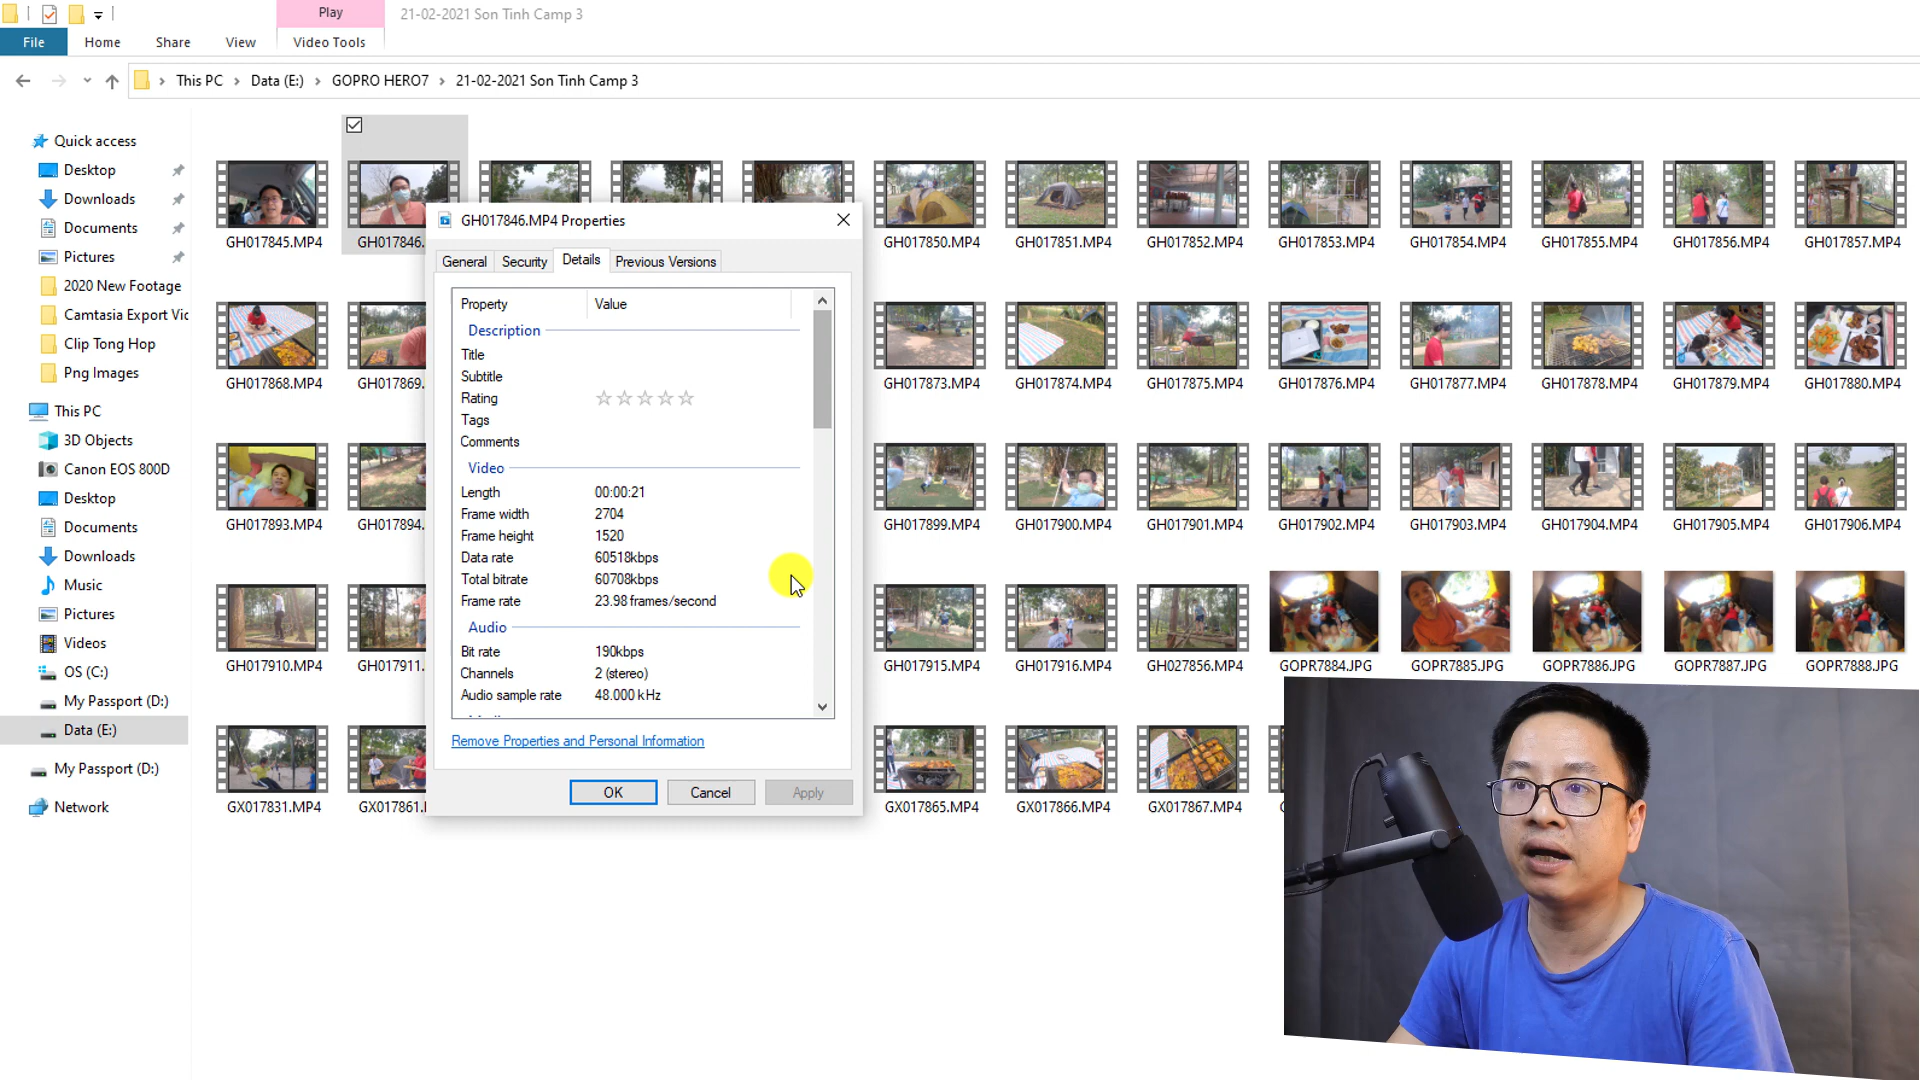 Play
21-02-2021 Son Tinh Camp 3
File
Home
Share
View
Video Tools
This PC
Data (E:)
GOPRO HERO7
21-02-2021 Son Tinh Camp 3
Quick access
Desktop
Downloads
Documents
Pictures
2020 New Footage
Camtasia Export Vic
Clip Tong Hop
Png Images
This PC
3D Objects
Canon EOS 800D
Desktop
Documents
Downloads
Music
Pictures
Videos
OS (C:)
My Passport (D:)
Data (E:)
My Passport (D:)
Network
GH017845.MP4
GH017846.
GH017850.MP4
GH017851.MP4
GH017852.MP4
GH017853.MP4
GH017854.MP4
GH017855.MP4
GH017856.MP4
GH017857.MP4
GH017868.MP4
GH017869.
GH017873.MP4
GH017874.MP4
GH017875.MP4
GH017876.MP4
GH017877.MP4
GH017878.MP4
GH017879.MP4
GH017880.MP4
GH017893.MP4
GH017894.
GH017899.MP4
GH017900.MP4
GH017901.MP4
GH017902.MP4
GH017903.MP4
GH017904.MP4
GH017905.MP4
GH017906.MP4
GH017910.MP4
GH017911.
GH017915.MP4
GH017916.MP4
GH027856.MP4
GOPR7884.JPG
GOPR7885.JPG
GOPR7886.JPG
GOPR7887.JPG
GOPR7888.JPG
GX017831.MP4
GX017861.
GX017865.MP4
GX017866.MP4
GX017867.MP4
GH017846.MP4 Properties
General
Security
Details
Previous Versions
Property
Value
Description
Title
Subtitle
Rating
Tags
Comments
Video
Length 00:00:21
Frame width 2704
Frame height 1520
Data rate 60518kbps
Total bitrate 60708kbps
Frame rate 23.98 frames/second
Audio
Bit rate 190kbps
Channels 2 (stereo)
Audio sample rate 48.000 kHz
Remove Properties and Personal Information
OK
Cancel
Apply